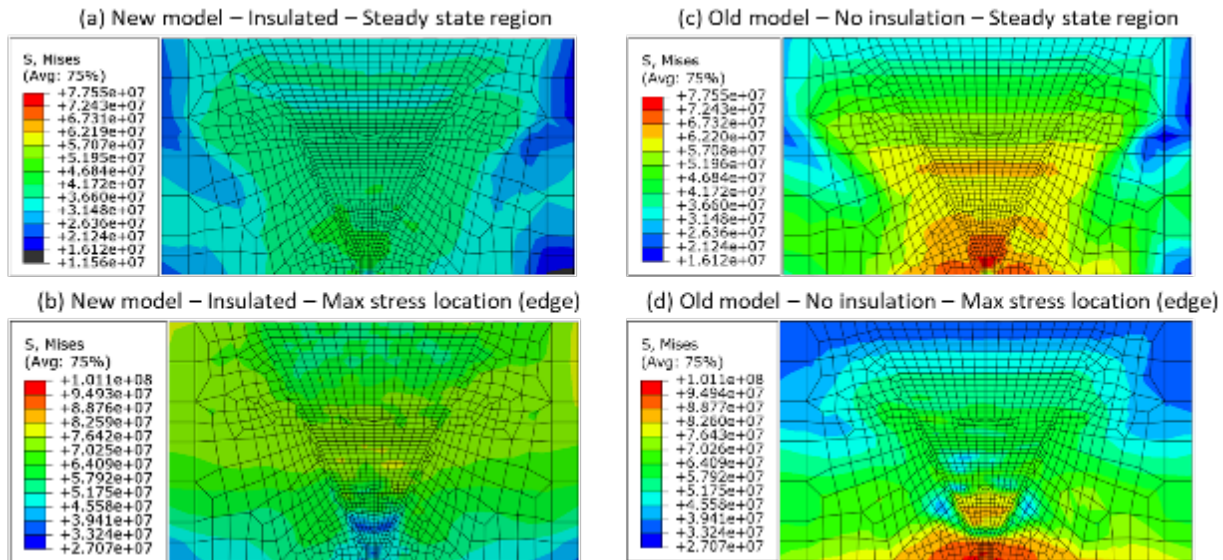 (a) New model – Insulated – Steady state region
S, Mises
(Avg: 75%)
+7.755e+07
+7.243e+07
+6.731e+07
+6.219e+07
+5.707e+07
+5.195e+07
+4.684e+07
+4.172e+07
+3.660e+07
+3.148e+07
+2.636e+07
+2.124e+07
+1.612e+07
+1.156e+07
(c) Old model – No insulation – Steady state region
S, Mises
(Avg: 75%)
+7.755e+07
+7.243e+07
+6.732e+07
+6.220e+07
+5.708e+07
+5.196e+07
+4.684e+07
+4.172e+07
+3.660e+07
+3.148e+07
+2.636e+07
+2.124e+07
+1.612e+07
(b) New model – Insulated – Max stress location (edge)
S, Mises
(Avg: 75%)
+1.011e+08
+9.493e+07
+8.876e+07
+8.259e+07
+7.642e+07
+7.025e+07
+6.409e+07
+5.792e+07
+5.175e+07
+4.558e+07
+3.941e+07
+3.324e+07
+2.707e+07
(d) Old model – No insulation – Max stress location (edge)
S, Mises
(Avg: 75%)
+1.011e+08
+9.494e+07
+8.877e+07
+8.260e+07
+7.643e+07
+7.026e+07
+6.409e+07
+5.792e+07
+5.175e+07
+4.558e+07
+3.941e+07
+3.324e+07
+2.707e+07